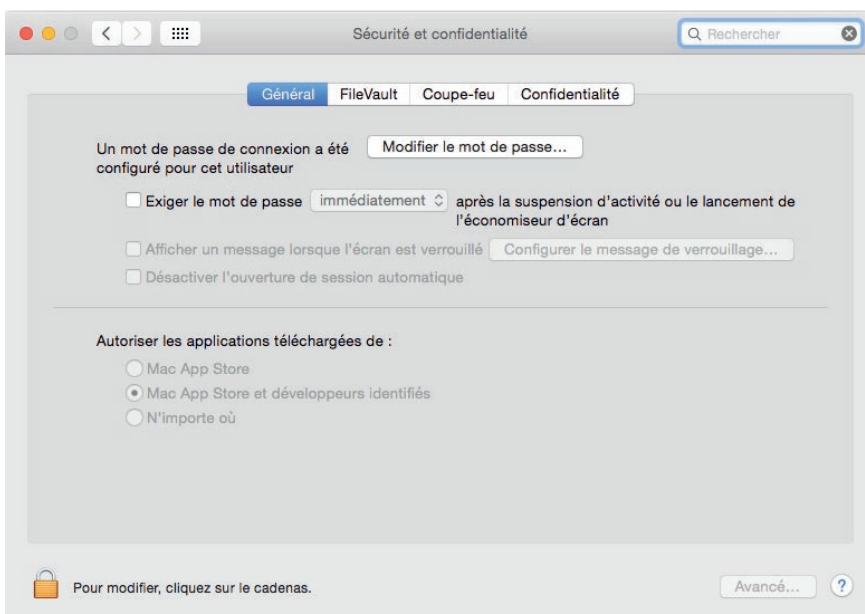 Sécurité et confidentialité
Rechercher
Général FileVault Coupe-feu Confidentialité
Un mot de passe de connexion a été
configuré pour cet utilisateur
Modifier le mot de passe...
Exiger le mot de passe immédiatement après la suspension d'activité ou le lancement de
l'économiseur d'écran
Afficher un message lorsque l'écran est verrouillé Configurer le message de verrouillage...
Désactiver l'ouverture de session automatique
Autoriser les applications téléchargées de :
Mac App Store
Mac App Store et développeurs identifiés
N'importe où
Pour modifier, cliquez sur le cadenas.
Avancé... ?